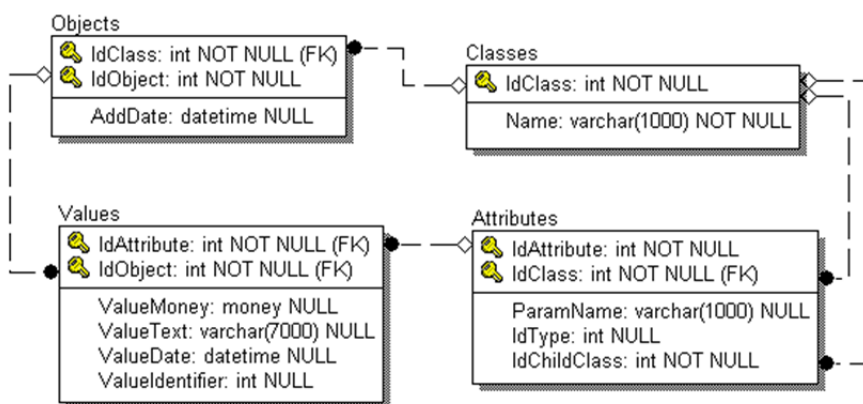 Objects
IdClass: int NOT NULL (FK)
IdObject: int NOT NULL
AddDate: datetime NULL
Classes
IdClass: int NOT NULL
Name: varchar(1000) NOT NULL
Values
IdAttribute: int NOT NULL (FK)
IdObject: int NOT NULL (FK)
ValueMoney: money NULL
ValueText: varchar(7000) NULL
ValueDate: datetime NULL
ValueIdentifier: int NULL
Attributes
IdAttribute: int NOT NULL
IdClass: int NOT NULL (FK)
ParamName: varchar(1000) NULL
IdType: int NULL
IdChildClass: int NOT NULL